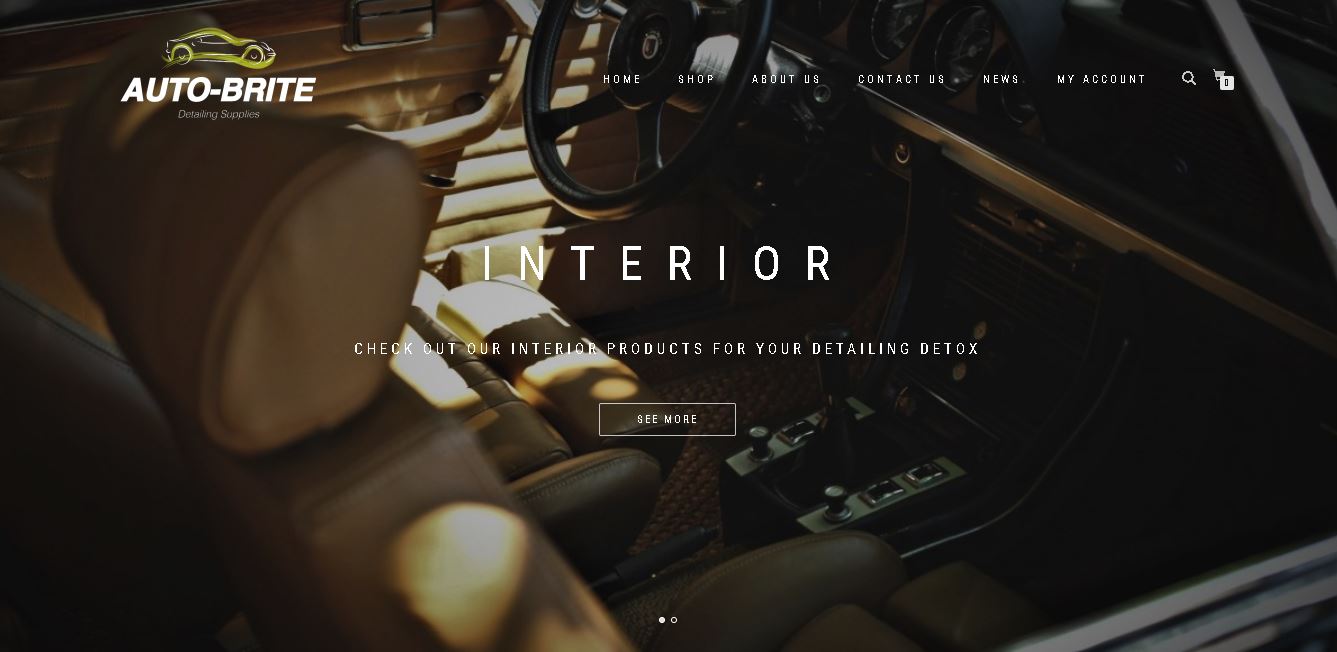 AUTO-BRITE
Detailing Supplies
HOME SHOP ABOUT US CONTACT US NEWS MY ACCOUNT
0
INTERIOR
CHECK OUT OUR INTERIOR PRODUCTS FOR YOUR DETAILING DETOX
SEE MORE